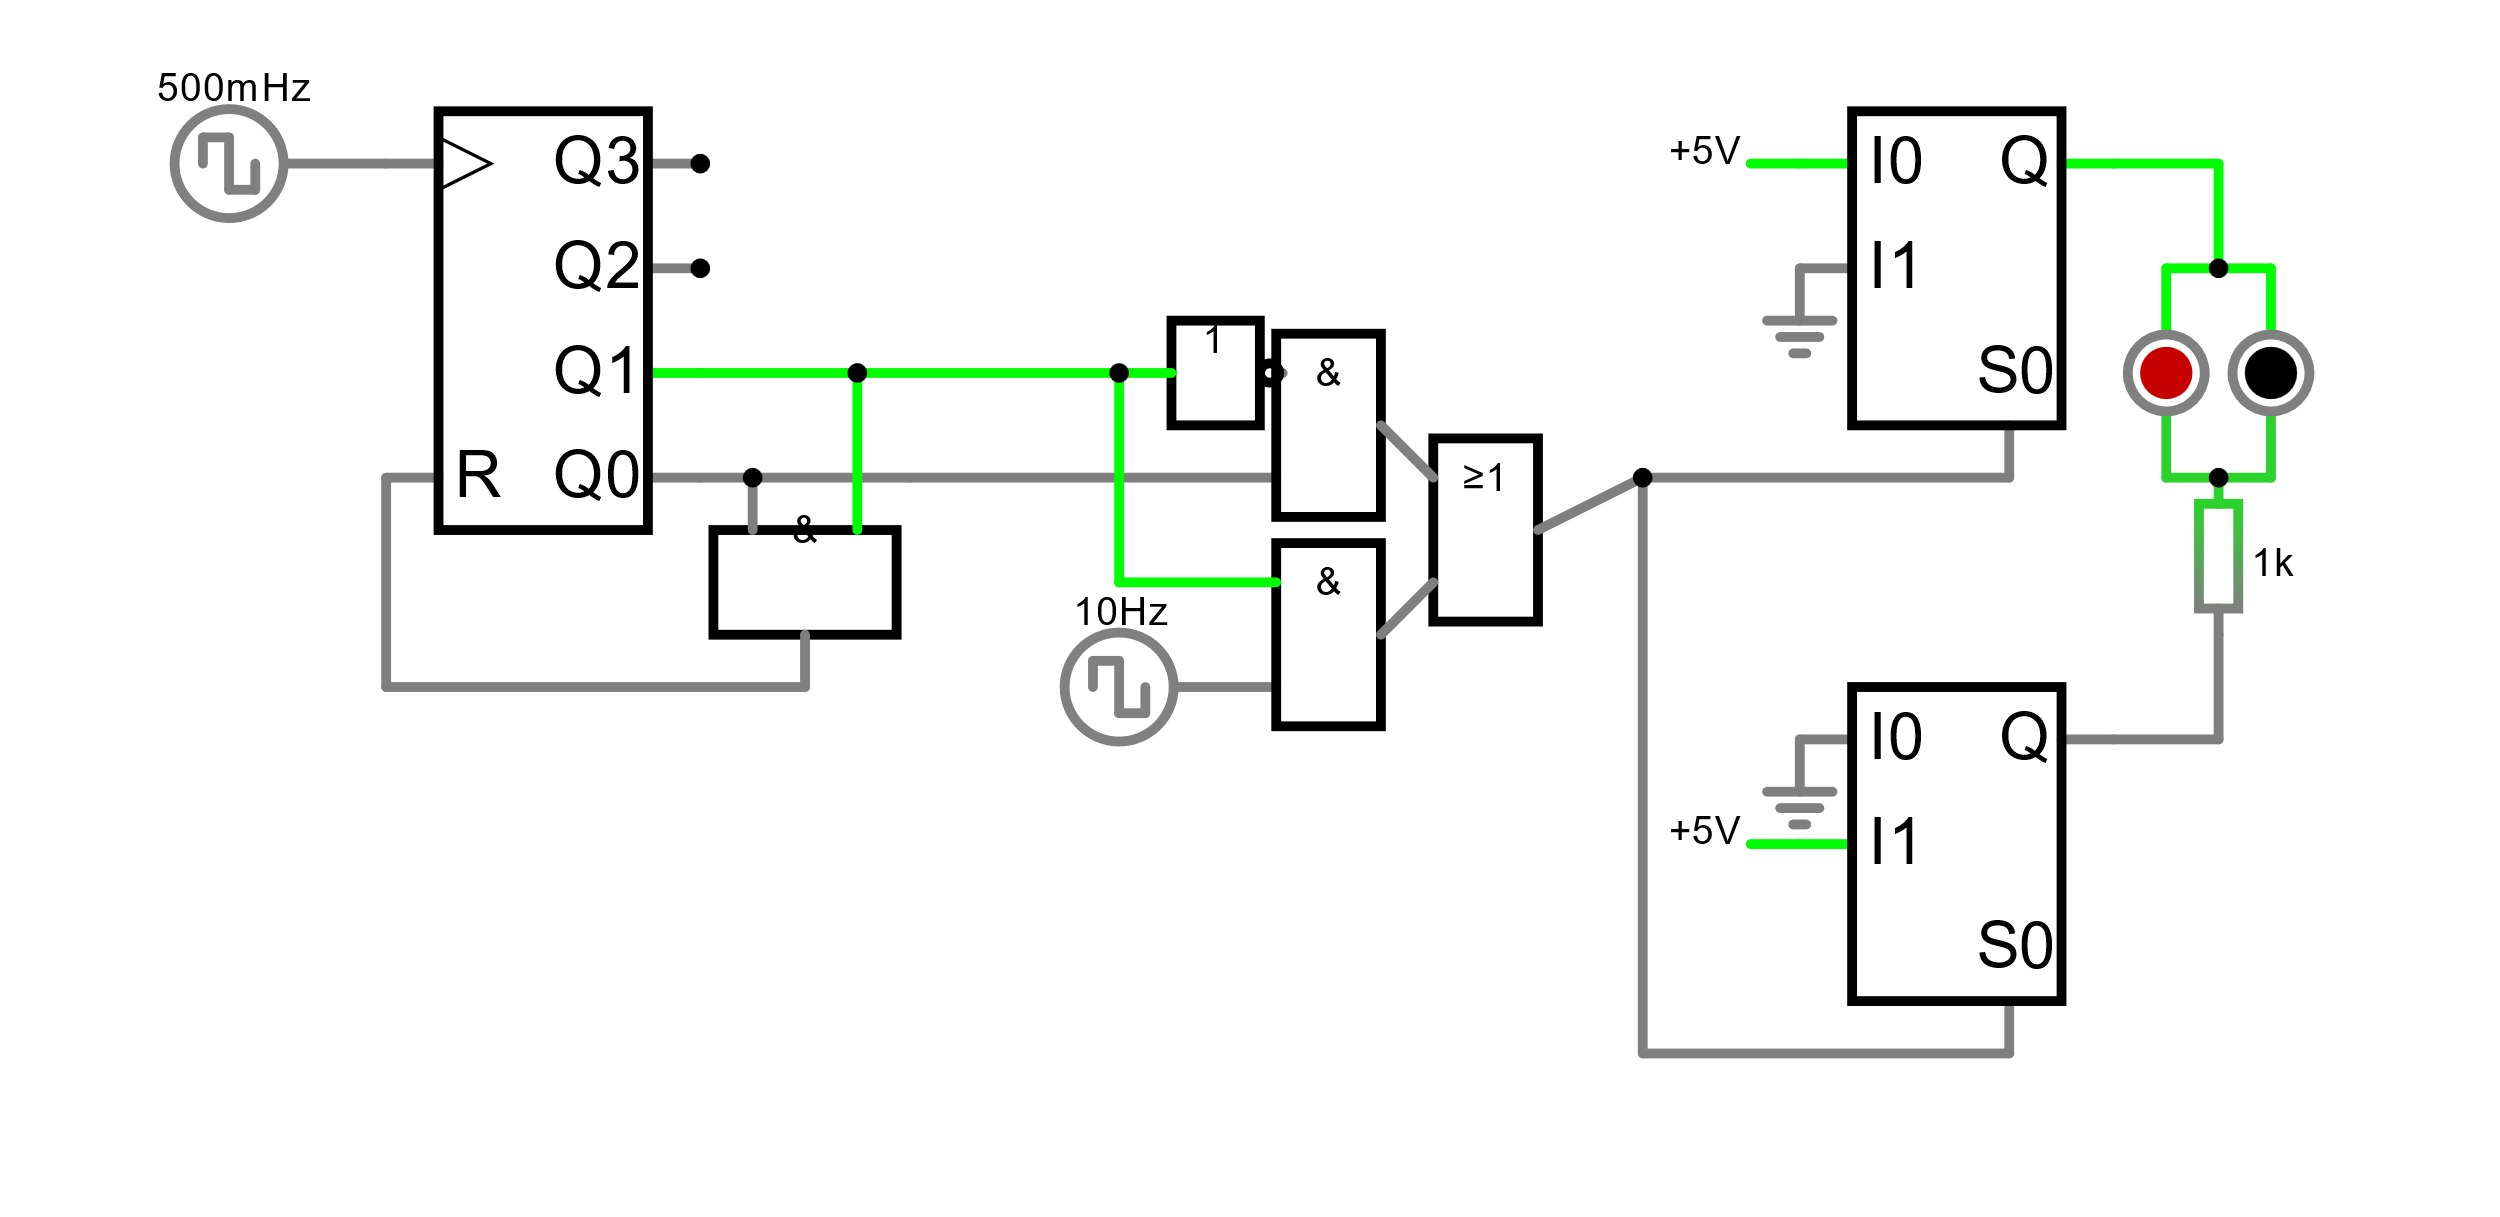 500mHz
Q3
Q2
Q1
R Q0
&
1
&
&
10Hz
≥1
+5V
I0 Q
I1
S0
1k
I0 Q
+5V
I1
S0